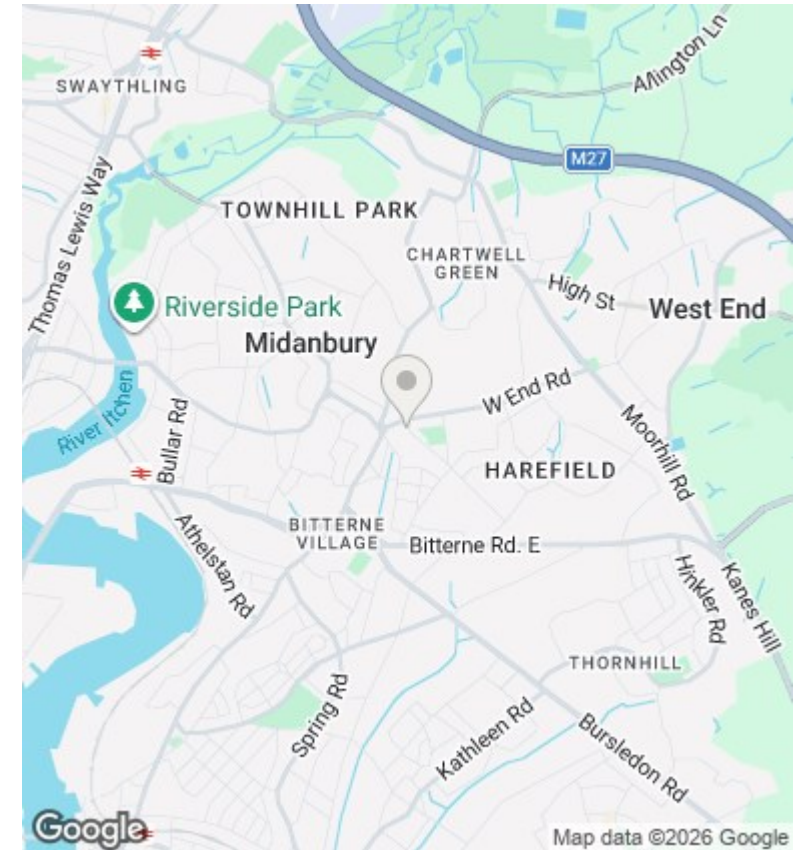 Allington Ln
SWAYTHLING
M27
Thomas Lewis Way
TOWNHILL PARK
CHARTWELL
GREEN
High St
West End
Riverside Park
Midanbury
River Itchen
Bullar Rd
W End Rd
Moorhill Rd
HAREFIELD
BITTERNE
VILLAGE
Bitterne Rd. E
Athelstan Rd
Hinkler Rd
Kanes Hill
THORNHILL
Spring Rd
Kathleen Rd
Bursledon Rd
Google
Map data ©2026 Google